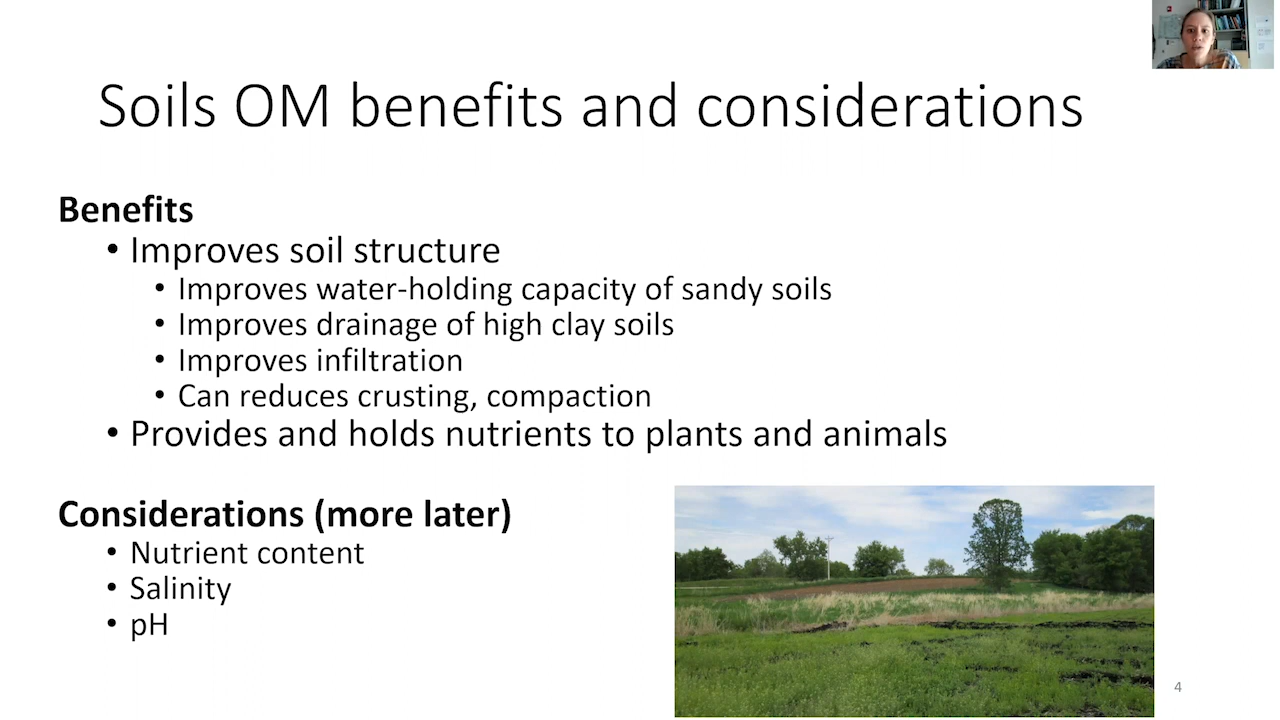 Soils OM benefits and considerations
Benefits
• Improves soil structure
• Improves water-holding capacity of sandy soils
• Improves drainage of high clay soils
• Improves infiltration
• Can reduces crusting, compaction
• Provides and holds nutrients to plants and animals
Considerations (more later)
• Nutrient content
• Salinity
• pH
4